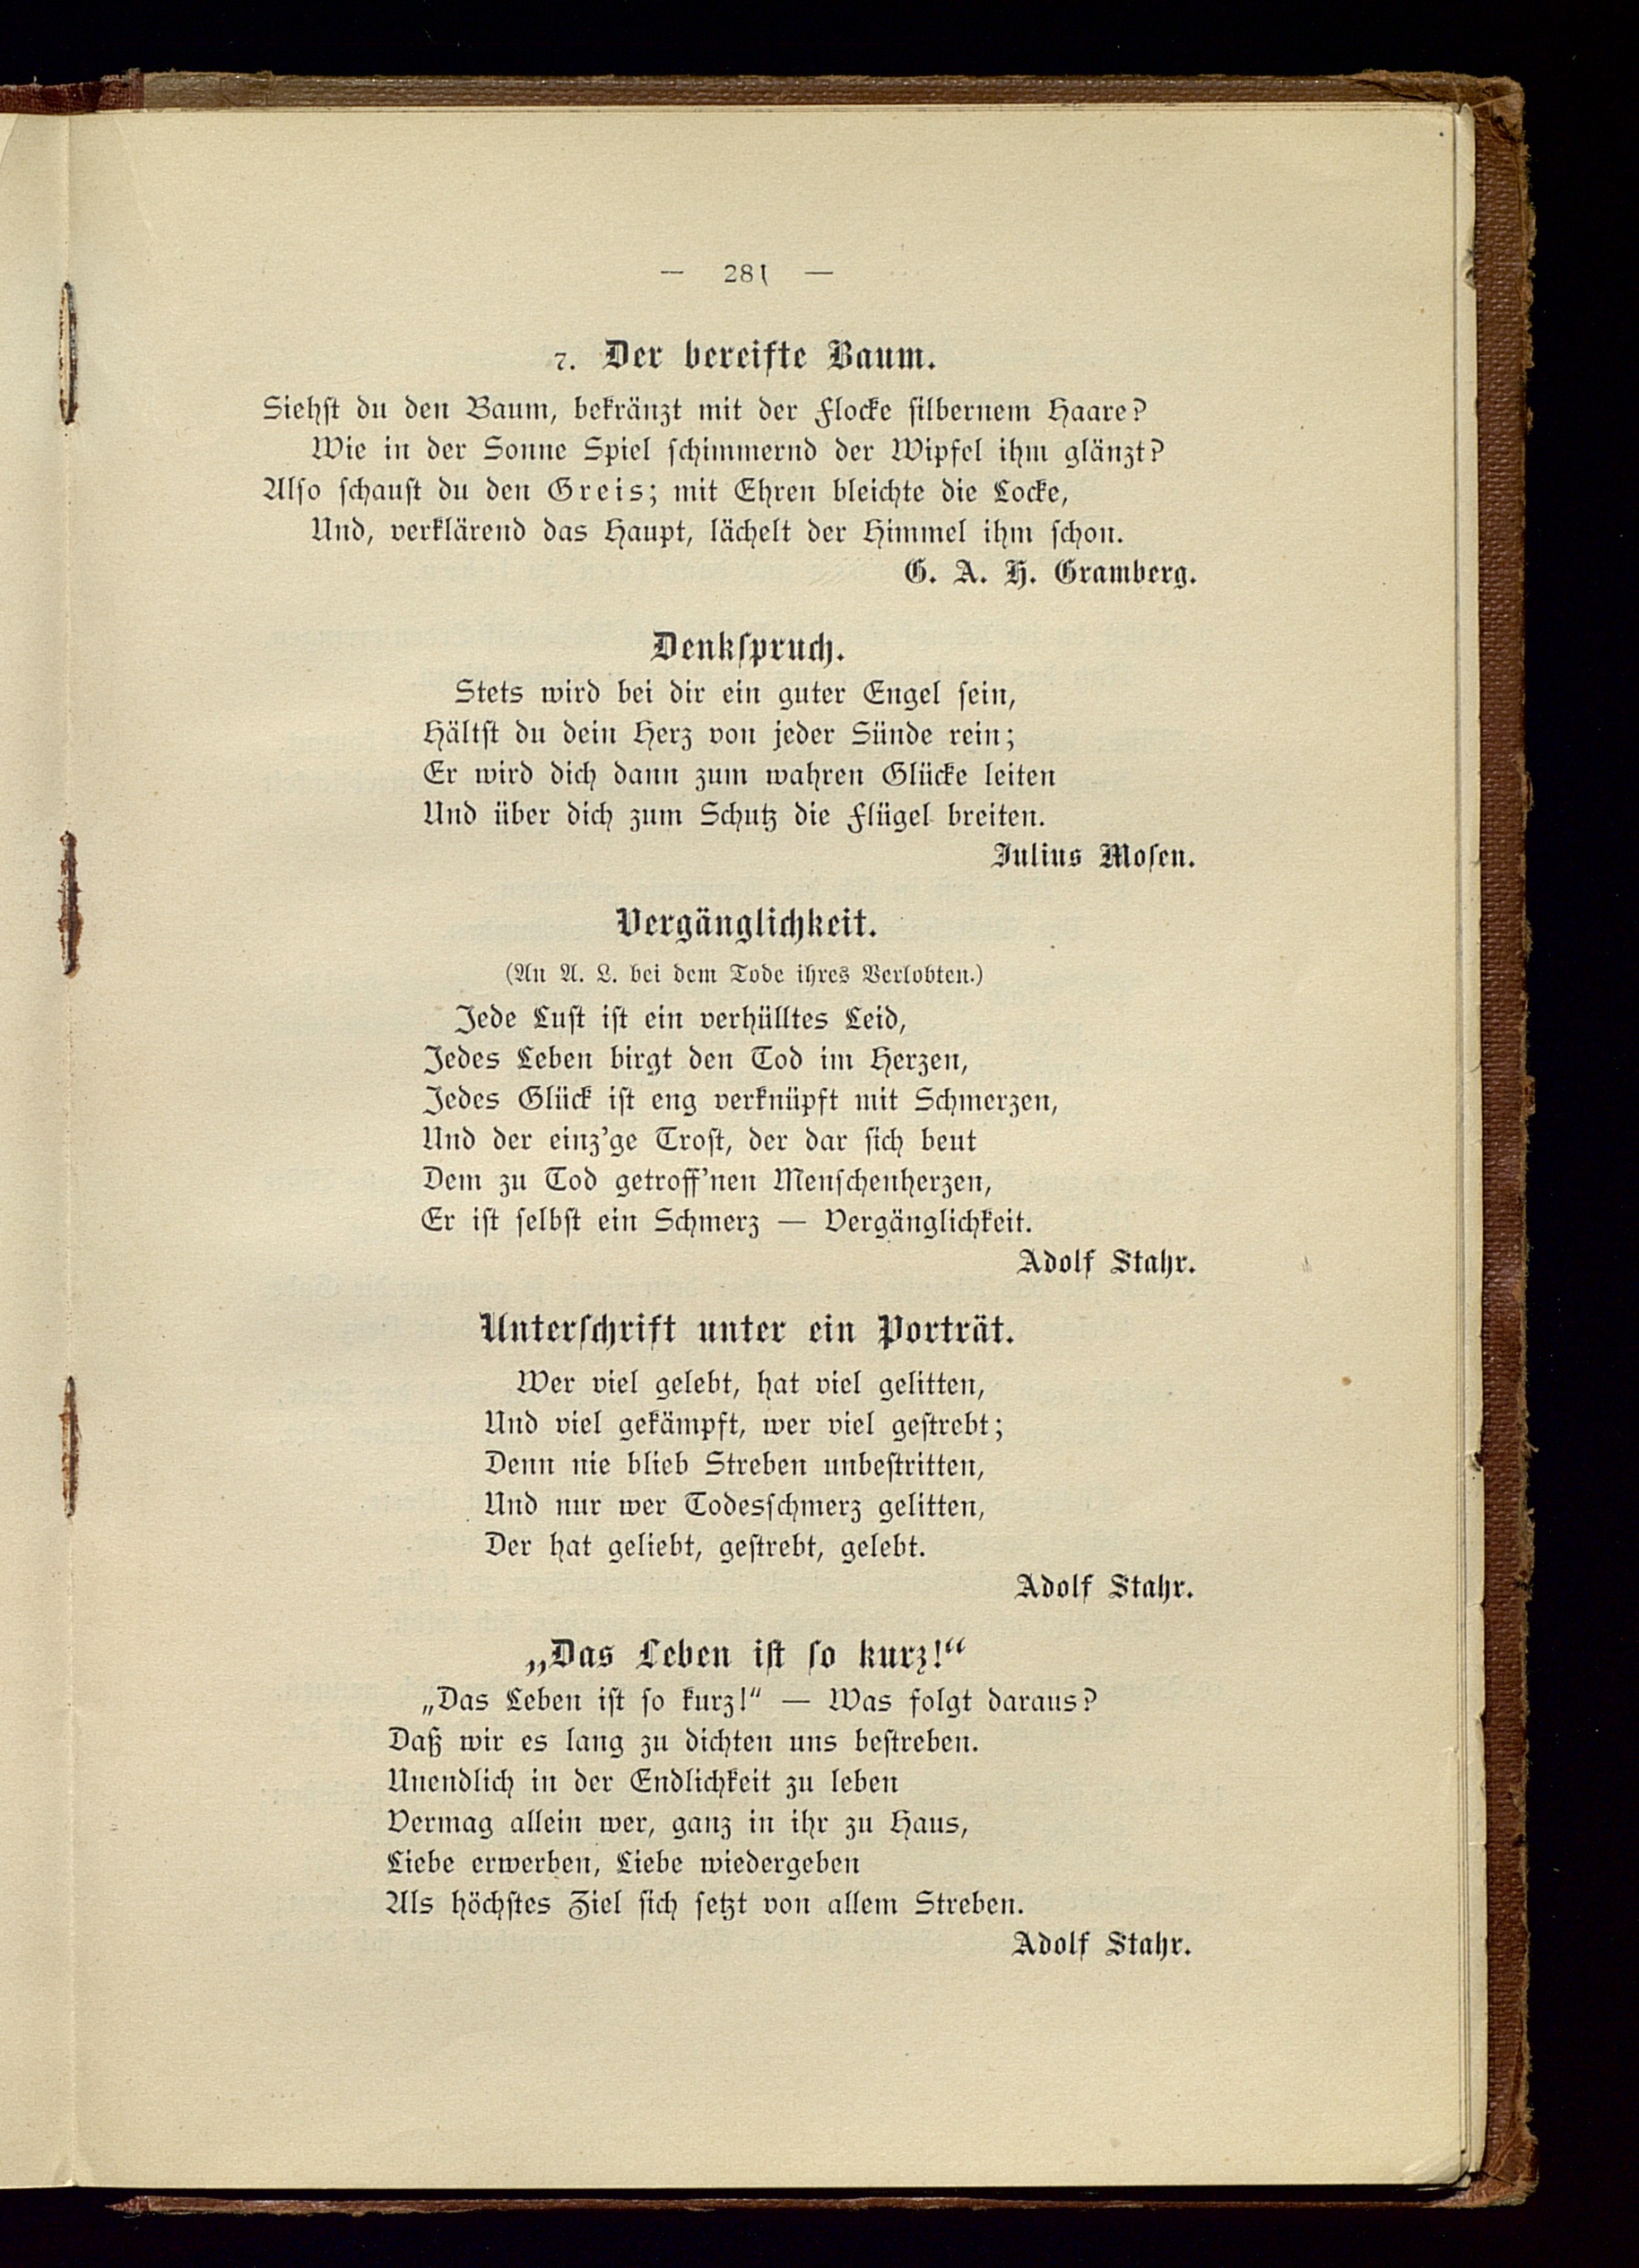 — 281 —
7. Der bereifte Baum.
Siehst du den Baum, bekränzt mit der Flocke silbernem Haare?
Wie in der Sonne Spiel schimmernd der Wipfel ihm glänzt?
Also schaust du den Greis; mit Ehren bleichte die Locke,
Und, verklärend das Haupt, lächelt der Himmel ihm schon.
G. A. H. Gramberg.
Denkspruch.
Stets wird bei dir ein guter Engel sein,
Hältst du dein Herz von jeder Sünde rein;
Er wird dich dann zum wahren Glücke leiten
Und über dich zum Schutz die Flügel breiten.
Julius Mosen.
Vergänglichkeit.
(An A. L. bei dem Tode ihres Verlobten.)
Jede Lust ist ein verhülltes Leid,
Jedes Leben birgt den Tod im Herzen,
Jedes Glück ist eng verknüpft mit Schmerzen,
Und der einz'ge Trost, der dar sich beut
Dem zu Tod getroff'nen Menschenherzen,
Er ist selbst ein Schmerz — Vergänglichkeit.
Adolf Stahr.
Unterschrift unter ein Porträt.
Wer viel gelebt, hat viel gelitten,
Und viel gekämpft, wer viel gestrebt;
Denn nie blieb Streben unbestritten,
Und nur wer Todesschmerz gelitten,
Der hat geliebt, gestrebt, gelebt.
Adolf Stahr.
„Das Leben ist so kurz!“
„Das Leben ist so kurz!“ — Was folgt daraus?
Daß wir es lang zu dichten uns bestreben.
Unendlich in der Endlichkeit zu leben
Vermag allein wer, ganz in ihr zu Haus,
Liebe erwerben, Liebe wiedergeben
Als höchstes Ziel sich setzt von allem Streben.
Adolf Stahr.